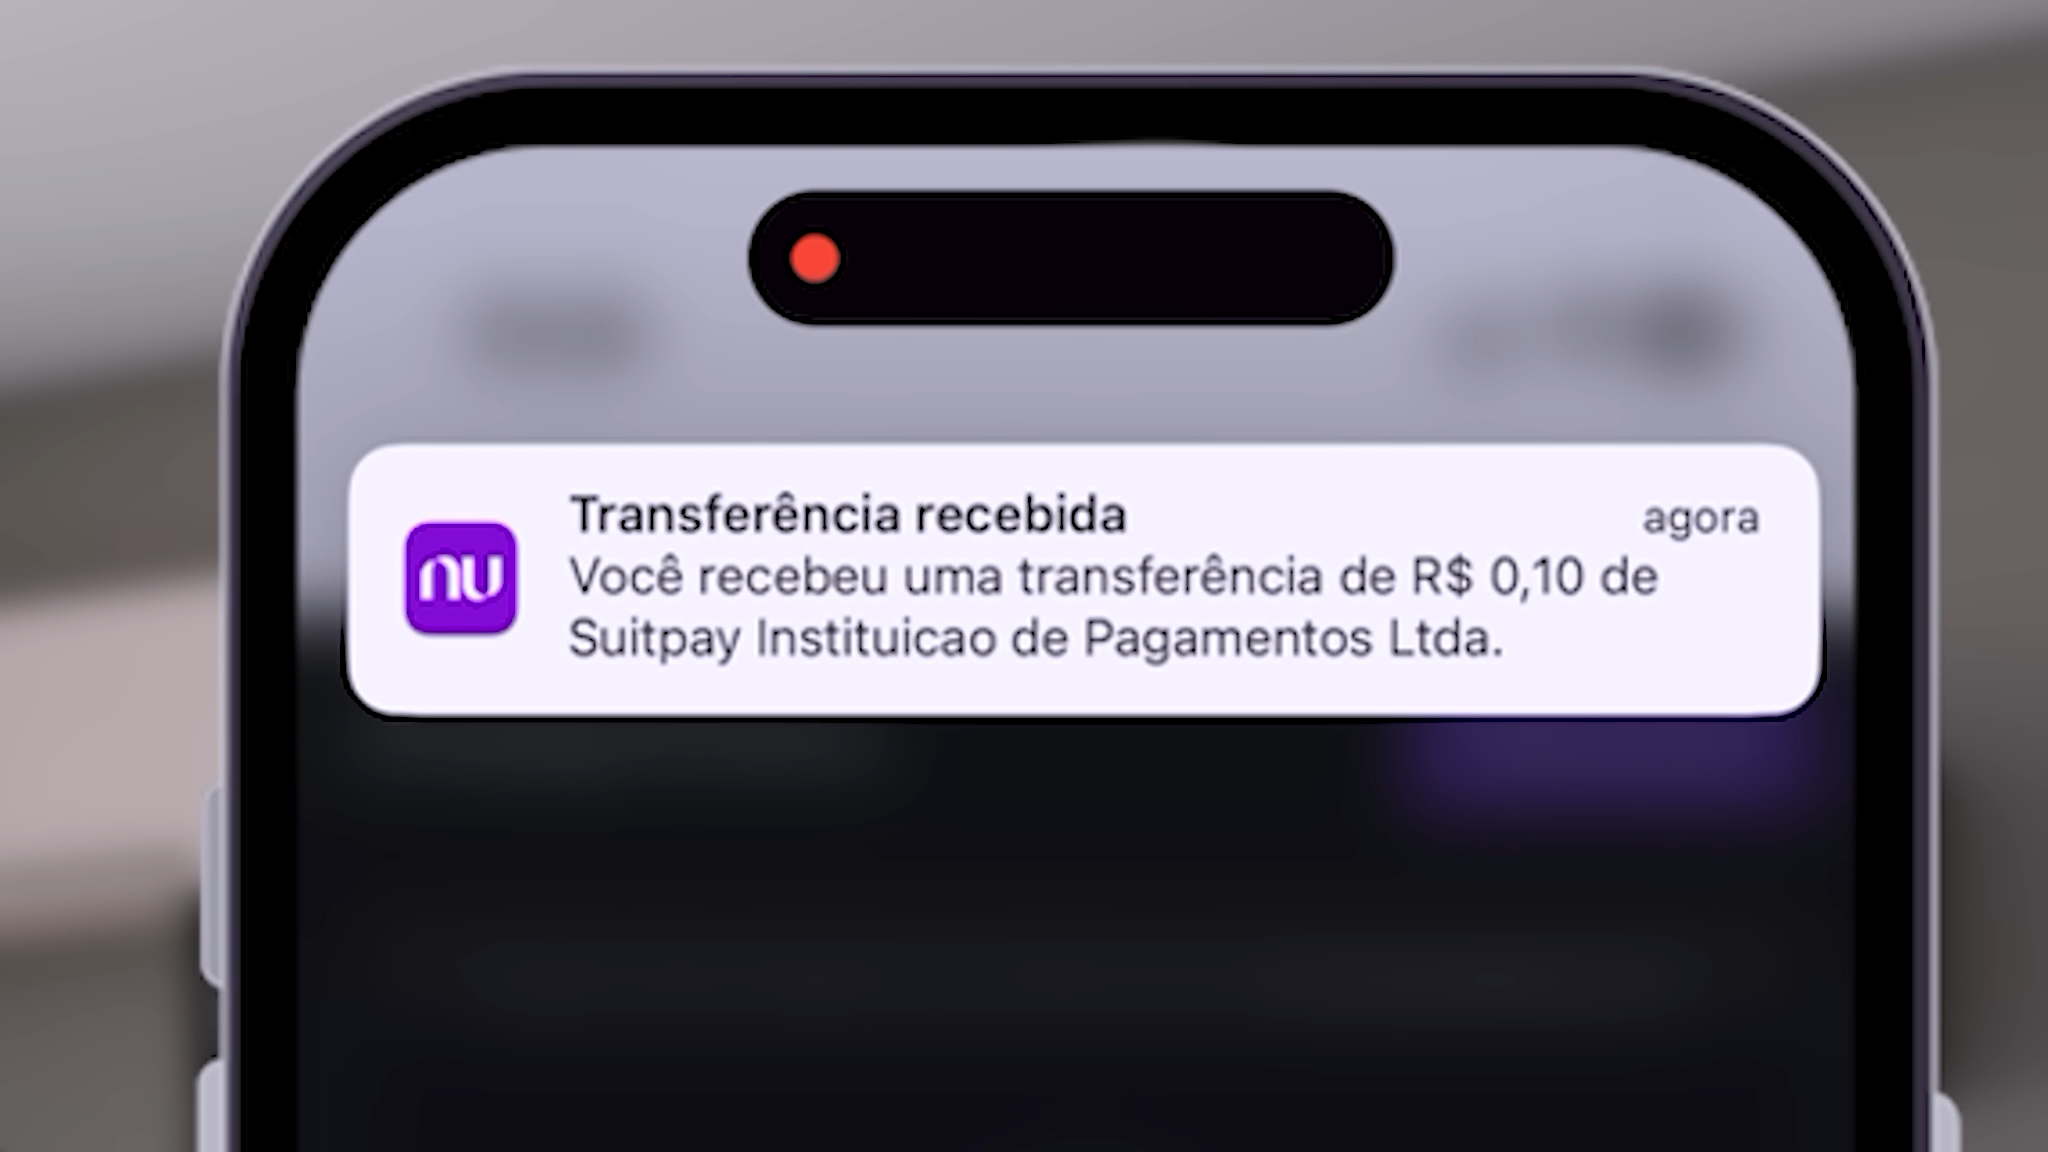 Transferência recebida
agora
nu
Você recebeu uma transferência de R$ 0,10 de
Suitpay Instituicao de Pagamentos Ltda.